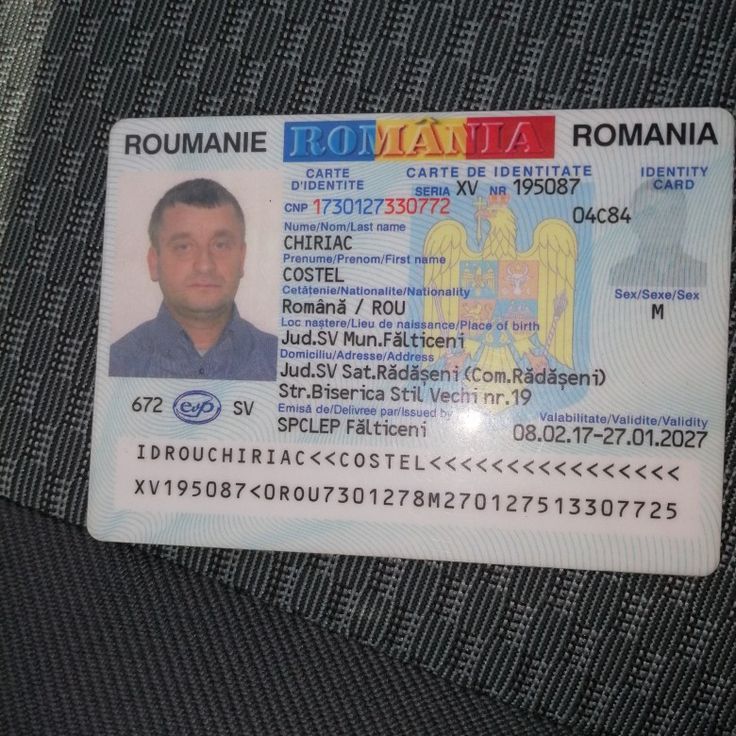 ROUMANIE ROMÂNIA ROMANIA
CARTE D'IDENTITE
CARTE DE IDENTITATE
IDENTITY CARD
SERIA XV NR 195087
CNP 1730127330772
04C84
Nume/Nom/Last name
CHIRIAC
Prenume/Prenom/First name
COSTEL
Cetăţenie/Nationalite/Nationality
Română / ROU
Sex/Sexe/Sex
M
Loc naştere/Lieu de naissance/Place of birth
Jud.SV Mun.Fălticeni
Domiciliu/Adresse/Address
Jud.SV Sat.Rădăşeni (Com.Rădăşeni)
Str.Biserica Stil Vechi nr.19
672 SV
Emisă de/Delivree par/Issued by
SPCLEP Fălticeni
Valabilitate/Validite/Validity
08.02.17-27.01.2027
IDROUCHIRIAC<<COSTEL<<<<<<<<<<<<<<<<
XV195087<0ROU7301278M270127513307725